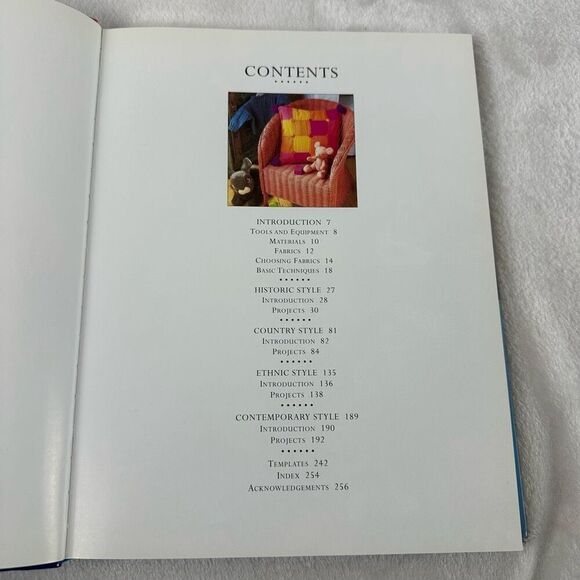 CONTENTS
INTRODUCTION 7
TOOLS AND EQUIPMENT 8
MATERIALS 10
FABRICS 12
CHOOSING FABRICS 14
BASIC TECHNIQUES 18
HISTORIC STYLE 27
INTRODUCTION 28
PROJECTS 30
COUNTRY STYLE 81
INTRODUCTION 82
PROJECTS 84
ETHNIC STYLE 135
INTRODUCTION 136
PROJECTS 138
CONTEMPORARY STYLE 189
INTRODUCTION 190
PROJECTS 192
TEMPLATES 242
INDEX 254
ACKNOWLEDGEMENTS 256